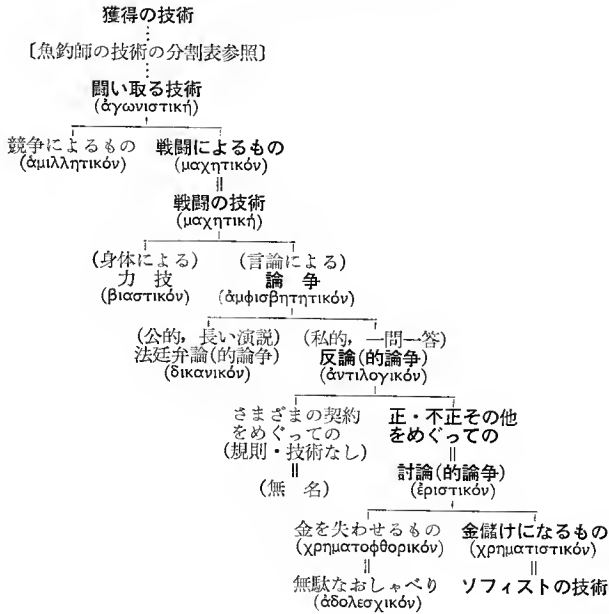 獲得の技術
〔魚釣師の技術の分割表参照〕
闘い取る技術
(ἀγωνιστική)
競争によるもの 戦闘によるもの
(ἁμιλλητικόν) (μαχητικόν)
||
戦闘の技術
(μαχητική)
(身体による) (言論による)
力 技 論 争
(βιαστικόν) (ἀμφισβητητικόν)
(公的,長い演説) (私的,一問一答)
法廷弁論(的論争) 反論(的論争)
(δικανικόν) (ἀντιλογικόν)
さまざまの契約 正・不正その他
をめぐっての をめぐっての
(規則・技術なし) ||
|| 討論(的論争)
(無 名) (ἐριστικόν)
金を失わせるもの 金儲けになるもの
(χρηματοφθορικόν) (χρηματιστικόν)
|| ||
無駄なおしゃべり ソフィストの技術
(ἀδολεσχικόν)